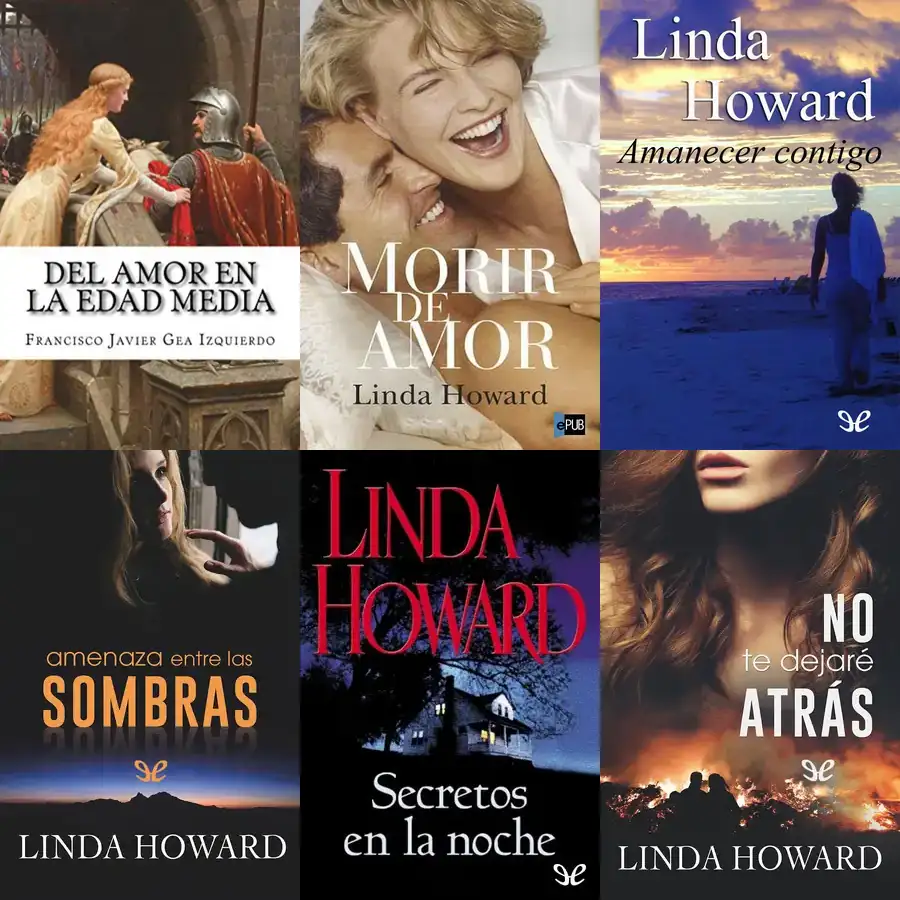 DEL AMOR EN
LA EDAD MEDIA
FRANCISCO JAVIER GEA IZQUIERDO
MORIR
DE
AMOR
Linda Howard
ePUB
Linda
Howard
Amanecer contigo
amenaza entre las
SOMBRAS
LINDA HOWARD
LINDA
HOWARD
Secretos
en la noche
NO
te dejaré
ATRÁS
LINDA HOWARD